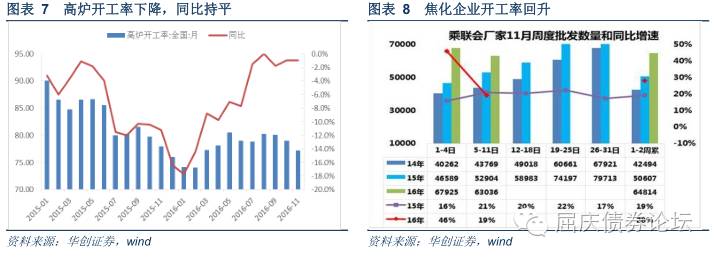 图表 7 高炉开工率下降，同比持平
高炉开工率:全国:月 同比
95.00 0.0%
90.00 -2.0%
-4.0%
85.00 -6.0%
-8.0%
80.00 -10.0%
-12.0%
75.00 -14.0%
-16.0%
70.00 -18.0%
65.00 -20.0%
2015-01 2015-03 2015-05 2015-07 2015-09 2015-11 2016-01 2016-03 2016-05 2016-07 2016-09 2016-11
资料来源：华创证券，wind
图表 8 焦化企业开工率回升
乘联会厂家11月周度批发数量和同比增速
70000 50%
40%
30%
40000 20%
10%
0%
10000 -10%
1-4日 5-11日 12-18日 19-25日 26-31日 1-2周累
14年 40262 43769 49018 60661 67921 42494
15年 46589 52904 58983 74197 79713 50607
16年 67925 63036 64814
15年 16% 21% 20% 22% 17% 19%
16年 46% 19% 28%
屈庆债券论坛
资料来源：华创证券，wind